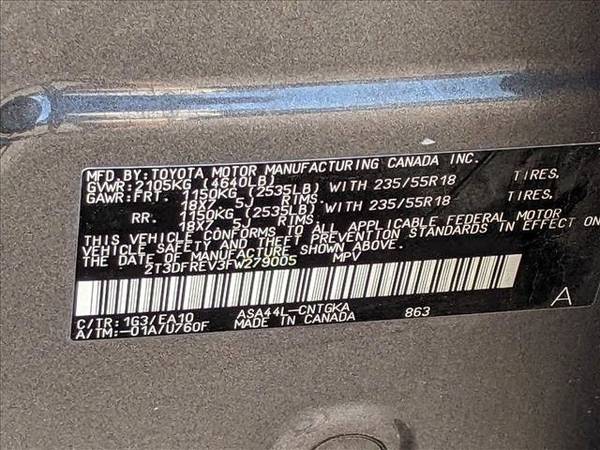 MFD.BY:TOYOTA MOTOR MANUFACTURING CANADA INC.
GVWR:2105KG (4640LB)
GAWR:FRT. 1150KG(2535LB) WITH 235/55R18 TIRES.
18X7.5J RIMS.
RR. 1150KG(2535LB) WITH 235/55R18 TIRES.
18X7.5J RIMS.
THIS VEHICLE CONFORMS TO ALL APPLICABLE FEDERAL MOTOR
VEHICLE SAFETY AND THEFT PREVENTION STANDARDS IN EFFECT ON
THE DATE OF MANUFACTURE SHOWN ABOVE.
2T3DFREV3FW279005 MPV
C/TR:1G3/EA10 ASA44L-CNTGKA 863 A
A/TM:-01A/U760F MADE IN CANADA